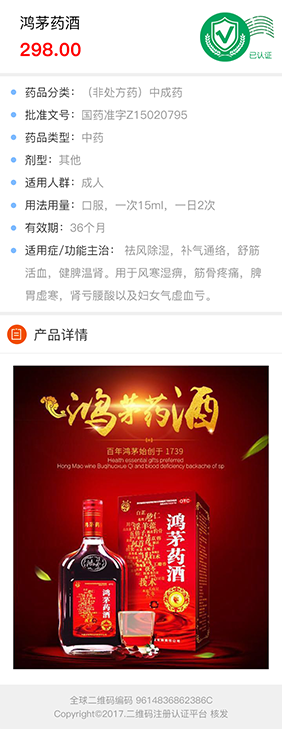 鸿茅药酒
298.00
已认证
药品分类：（非处方药）中成药
批准文号：国药准字Z15020795
药品类型：中药
剂型：其他
适用人群：成人
用法用量：口服，一次15ml，一日2次
有效期：36个月
适应症/功能主治： 祛风除湿，补气通络，舒筋
活血，健脾温肾。用于风寒湿痹，筋骨疼痛，脾
胃虚寒，肾亏腰酸以及妇女气虚血亏。
产品详情
鸿茅药酒
百年鸿茅始创于 1739
Health essential gifts preferred
Hong Mao wine Buqhuoxue Qi and blood deficiency backache of sp
OTC
鸿茅药酒
鸿茅药酒
全球二维码编码 9614836862386C
Copyright©2017.二维码注册认证平台 核发